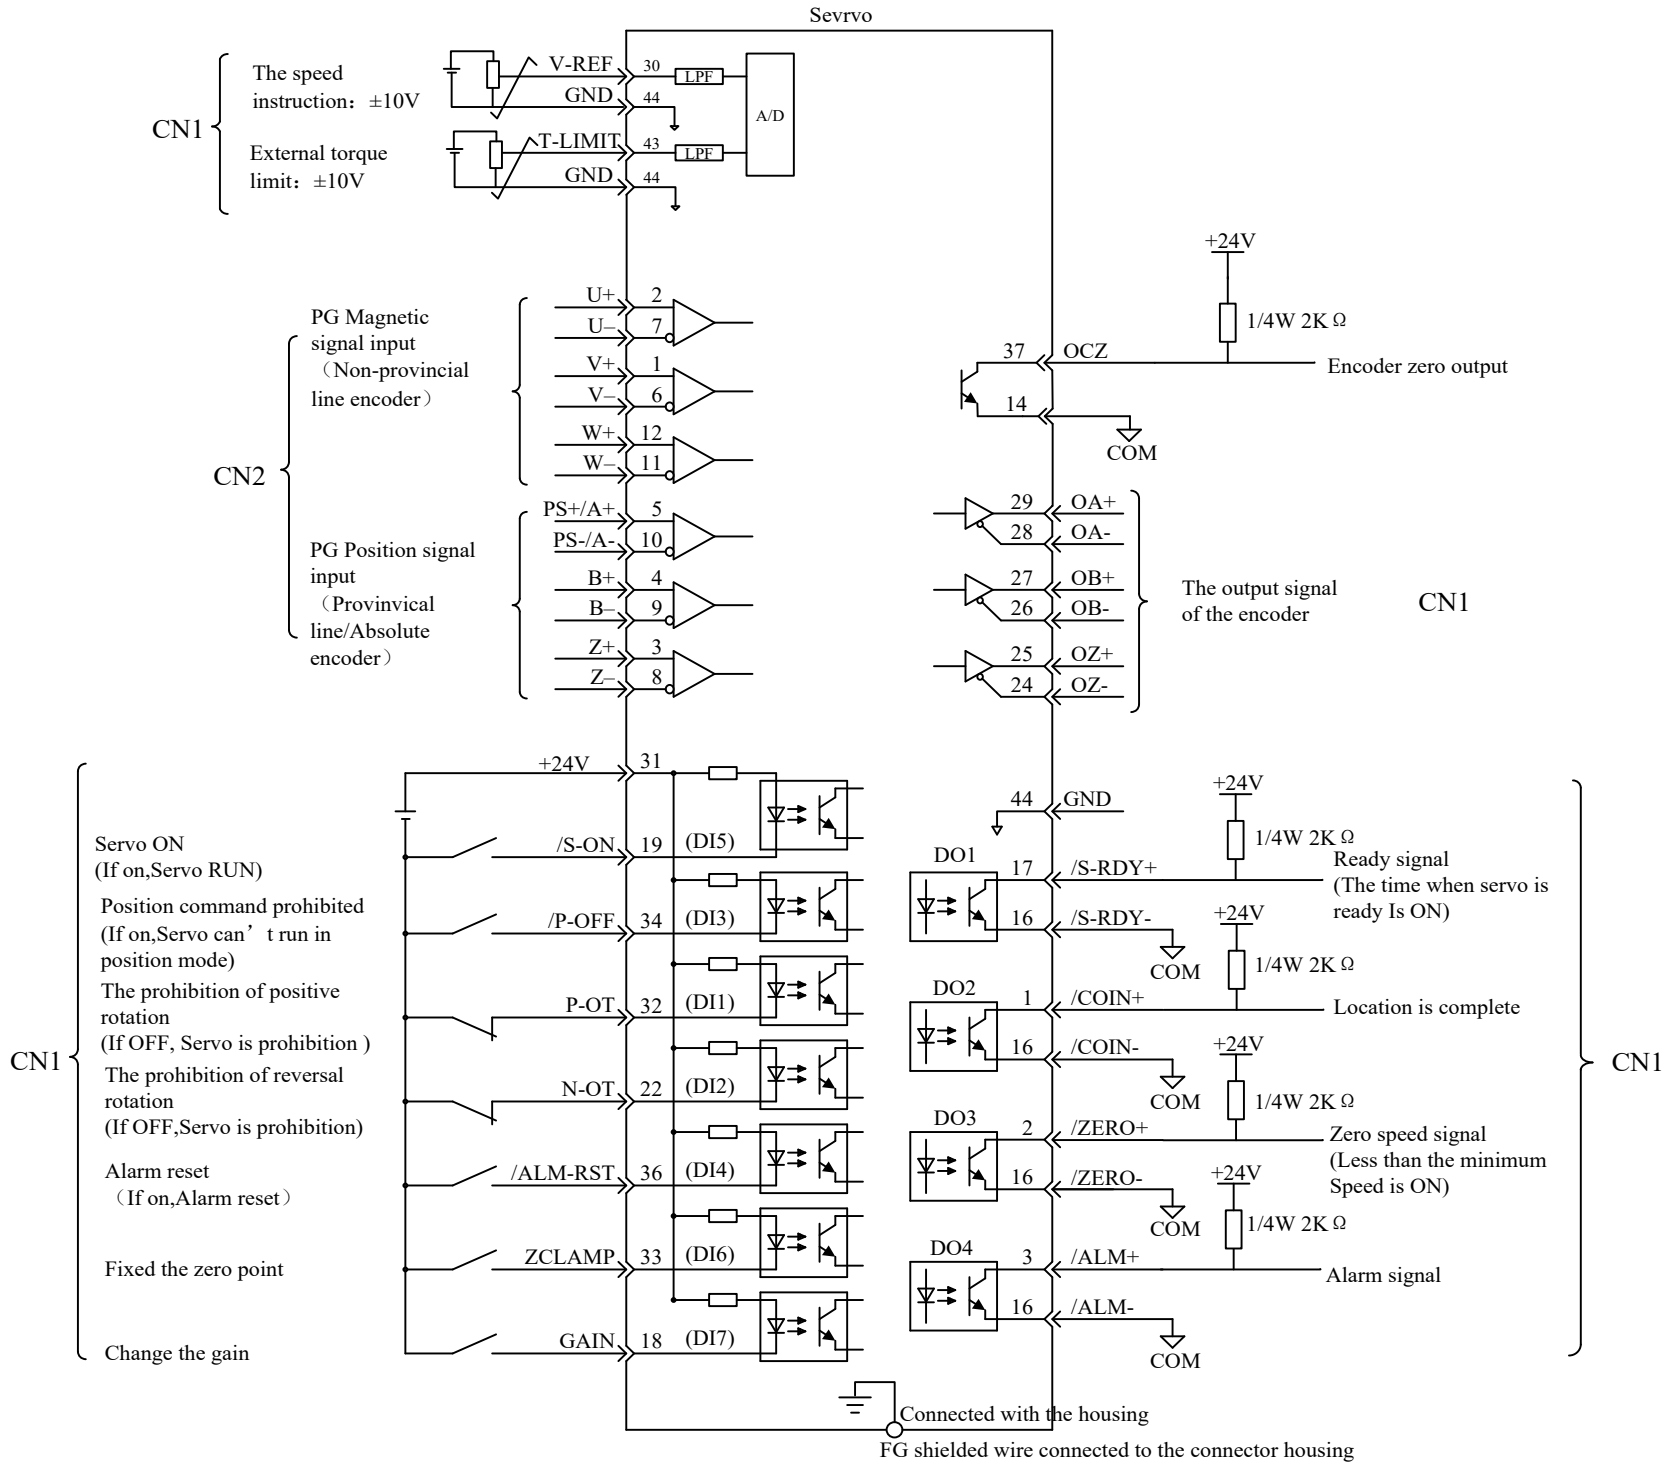 Sevrvo
The speed
instruction：±10V
CN1
External torque
limit：±10V
V-REF 30 LPF
GND 44
A/D
T-LIMIT 43 LPF
GND 44
PG Magnetic
signal input
（Non-provincial
line encoder）
CN2
PG Position signal
input
（Provinvical
line/Absolute
encoder）
U+ 2
U– 7
V+ 1
V– 6
W+ 12
W– 11
PS+/A+ 5
PS-/A- 10
B+ 4
B– 9
Z+ 3
Z– 8
+24V
1/4W 2KΩ
37 OCZ
Encoder zero output
14
COM
29 OA+
28 OA-
27 OB+
26 OB-
25 OZ+
24 OZ-
The output signal
of the encoder
CN1
CN1
+24V 31
Servo ON
(If on,Servo RUN)
/S-ON 19 (DI5)
Position command prohibited
(If on,Servo can’t run in
position mode)
/P-OFF 34 (DI3)
The prohibition of positive
rotation
(If OFF, Servo is prohibition )
P-OT 32 (DI1)
The prohibition of reversal
rotation
(If OFF,Servo is prohibition)
N-OT 22 (DI2)
Alarm reset
（If on,Alarm reset）
/ALM-RST 36 (DI4)
Fixed the zero point
ZCLAMP 33 (DI6)
Change the gain
GAIN 18 (DI7)
44 GND
+24V
1/4W 2KΩ
DO1
17 /S-RDY+
16 /S-RDY-
COM
Ready signal
(The time when servo is
ready Is ON)
+24V
1/4W 2KΩ
DO2
1 /COIN+
16 /COIN-
COM
Location is complete
+24V
1/4W 2KΩ
DO3
2 /ZERO+
16 /ZERO-
COM
Zero speed signal
(Less than the minimum
Speed is ON)
+24V
1/4W 2KΩ
DO4
3 /ALM+
16 /ALM-
COM
Alarm signal
CN1
Connected with the housing
FG shielded wire connected to the connector housing